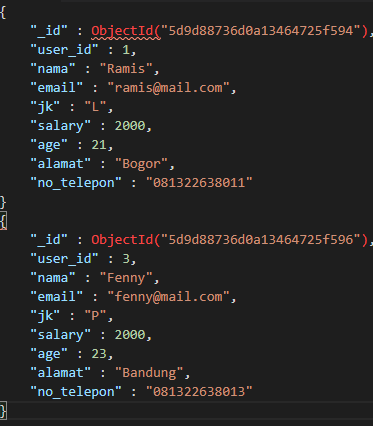 {
"_id" : ObjectId("5d9d88736d0a13464725f594"),
"user_id" : 1,
"nama" : "Ramis",
"email" : "ramis@mail.com",
"jk" : "L",
"salary" : 2000,
"age" : 21,
"alamat" : "Bogor",
"no_telepon" : "081322638011"
}
{
"_id" : ObjectId("5d9d88736d0a13464725f596"),
"user_id" : 3,
"nama" : "Fenny",
"email" : "fenny@mail.com",
"jk" : "P",
"salary" : 2000,
"age" : 23,
"alamat" : "Bandung",
"no_telepon" : "081322638013"
}